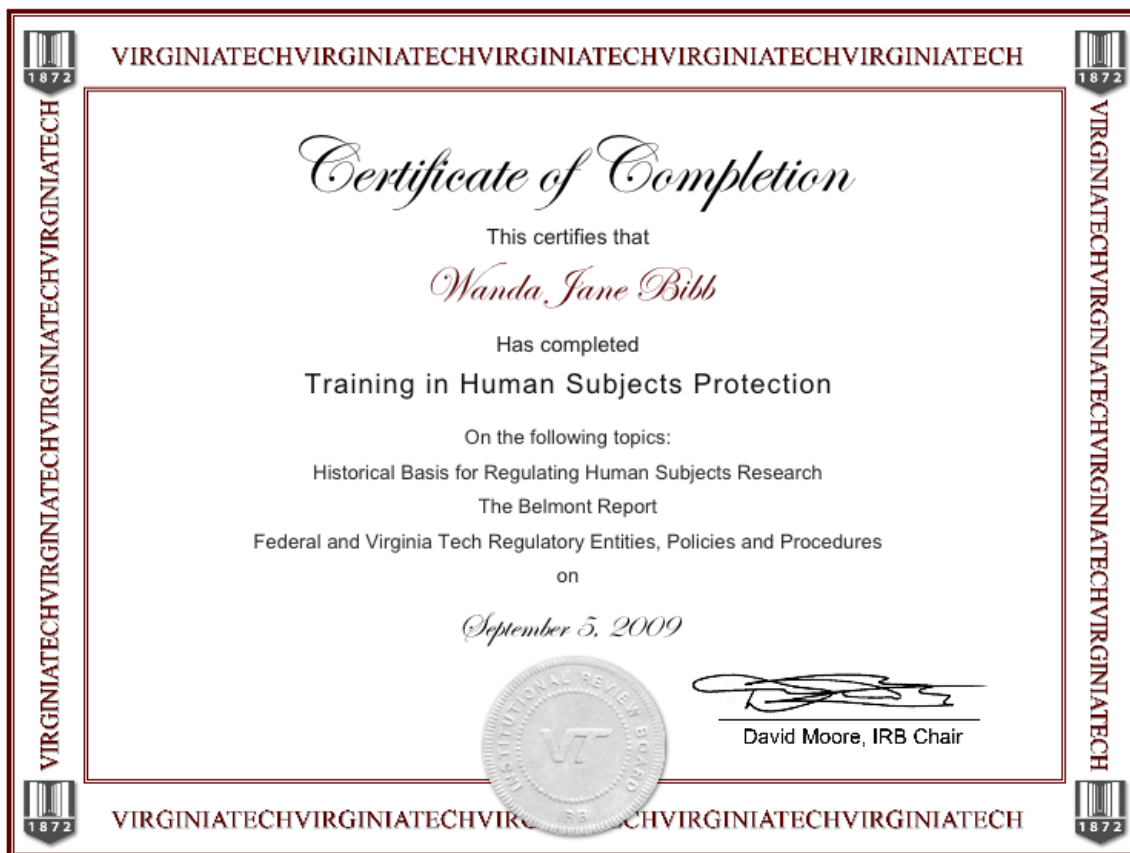 VIRGINIATECHVIRGINIATECHVIRGINIATECHVIRGINIATECHVIRGINIATECH
1872
1872
VIRGINIATECHVIRGINIATECHVIRGINIATECHVIRGINIATECH
VIRGINIATECHVIRGINIATECHVIRGINIATECHVIRGINIATECH
Certificate of Completion
This certifies that
Wanda Jane Bibb
Has completed
Training in Human Subjects Protection
On the following topics:
Historical Basis for Regulating Human Subjects Research
The Belmont Report
Federal and Virginia Tech Regulatory Entities, Policies and Procedures
on
September 5, 2009
INSTITUTIONAL REVIEW BOARD
VT
IRB
David Moore, IRB Chair
1872
VIRGINIATECHVIRGINIATECHVIRG CHVIRGINIATECHVIRGINIATECH
1872